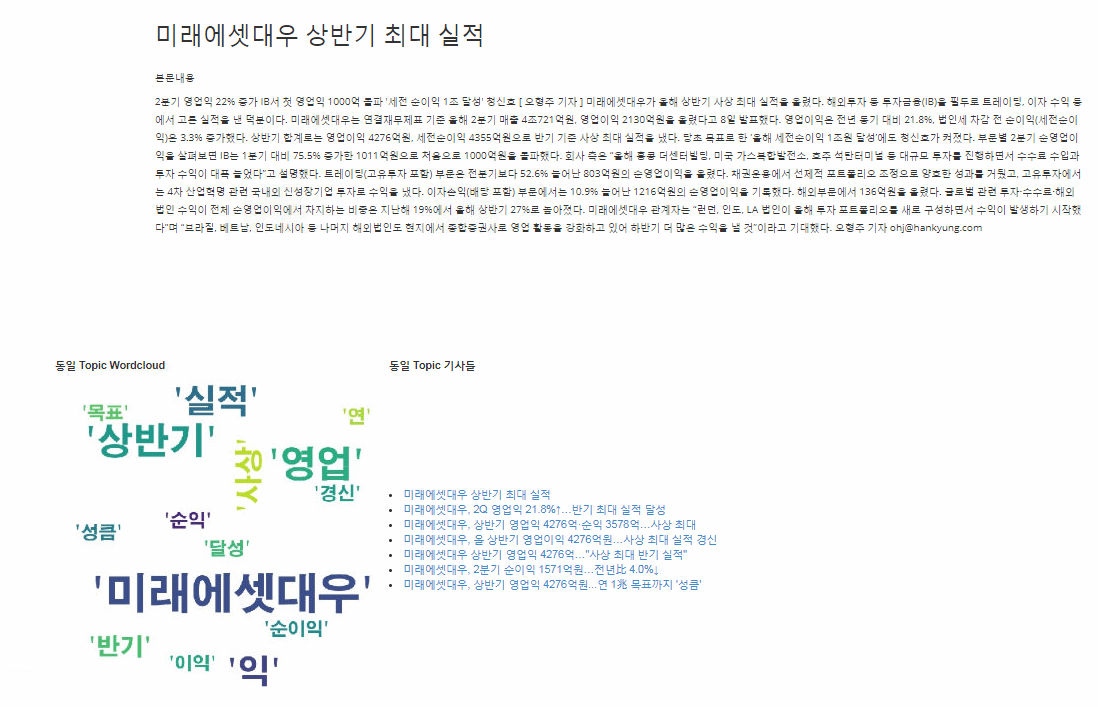 미래에셋대우 상반기 최대 실적
본문내용
2분기 영업익 22% 증가 IB서 첫 영업익 1000억 돌파 '세전 순이익 1조 달성' 청신호 [ 오형주 기자 ] 미래에셋대우가 올해 상반기 사상 최대 실적을 올렸다. 해외투자 등 투자금융(IB)을 필두로 트레이딩, 이자 수익 등
에서 고른 실적을 낸 덕분이다. 미래에셋대우는 연결재무제표 기준 올해 2분기 매출 4조721억원, 영업이익 2130억원을 올렸다고 8일 발표했다. 영업이익은 전년 동기 대비 21.8%, 법인세 차감 전 순이익(세전순이
익)은 3.3% 증가했다. 상반기 합계로는 영업이익 4276억원, 세전순이익 4355억원으로 반기 기준 사상 최대 실적을 냈다. 당초 목표로 한 '올해 세전순이익 1조원 달성'에도 청신호가 켜졌다. 부문별 2분기 순영업이
익을 살펴보면 IB는 1분기 대비 75.5% 증가한 1011억원으로 처음으로 1000억원을 돌파했다. 회사 측은 "올해 홍콩 더센터빌딩, 미국 가스복합발전소, 호주 석탄터미널 등 대규모 투자를 진행하면서 수수료 수입과
투자 수익이 대폭 늘었다"고 설명했다. 트레이딩(고유투자 포함) 부문은 전분기보다 52.6% 늘어난 803억원의 순영업이익을 올렸다. 채권운용에서 선제적 포트폴리오 조정으로 양호한 성과를 거뒀고, 고유투자에서
는 4차 산업혁명 관련 국내외 신성장기업 투자로 수익을 냈다. 이자손익(배당 포함) 부문에서는 10.9% 늘어난 1216억원의 순영업이익을 기록했다. 해외부문에서 136억원을 올렸다. 글로벌 관련 투자·수수료·해외
법인 수익이 전체 순영업이익에서 차지하는 비중은 지난해 19%에서 올해 상반기 27%로 높아졌다. 미래에셋대우 관계자는 "런던, 인도, LA 법인이 올해 투자 포트폴리오를 새로 구성하면서 수익이 발생하기 시작했
다"며 "브라질, 베트남, 인도네시아 등 나머지 해외법인도 현지에서 종합증권사로 영업 활동을 강화하고 있어 하반기 더 많은 수익을 낼 것"이라고 기대했다. 오형주 기자 ohj@hankyung.com
동일 Topic Wordcloud
'실적'
'목표'
'연'
'상반기'
'사상'
'영업'
'경신'
'순익'
'성큼'
'달성'
'미래에셋대우'
'순이익'
'반기'
'이익'
'익'
동일 Topic 기사들
미래에셋대우 상반기 최대 실적
미래에셋대우, 2Q 영업익 21.8%↑…반기 최대 실적 달성
미래에셋대우, 상반기 영업익 4276억·순익 3578억…사상 최대
미래에셋대우, 올 상반기 영업이익 4276억원…사상 최대 실적 경신
미래에셋대우 상반기 영업익 4276억…"사상 최대 반기 실적"
미래에셋대우, 2분기 순이익 1571억원…전년比 4.0%↓
미래에셋대우, 상반기 영업익 4276억원...연 1兆 목표까지 '성큼'